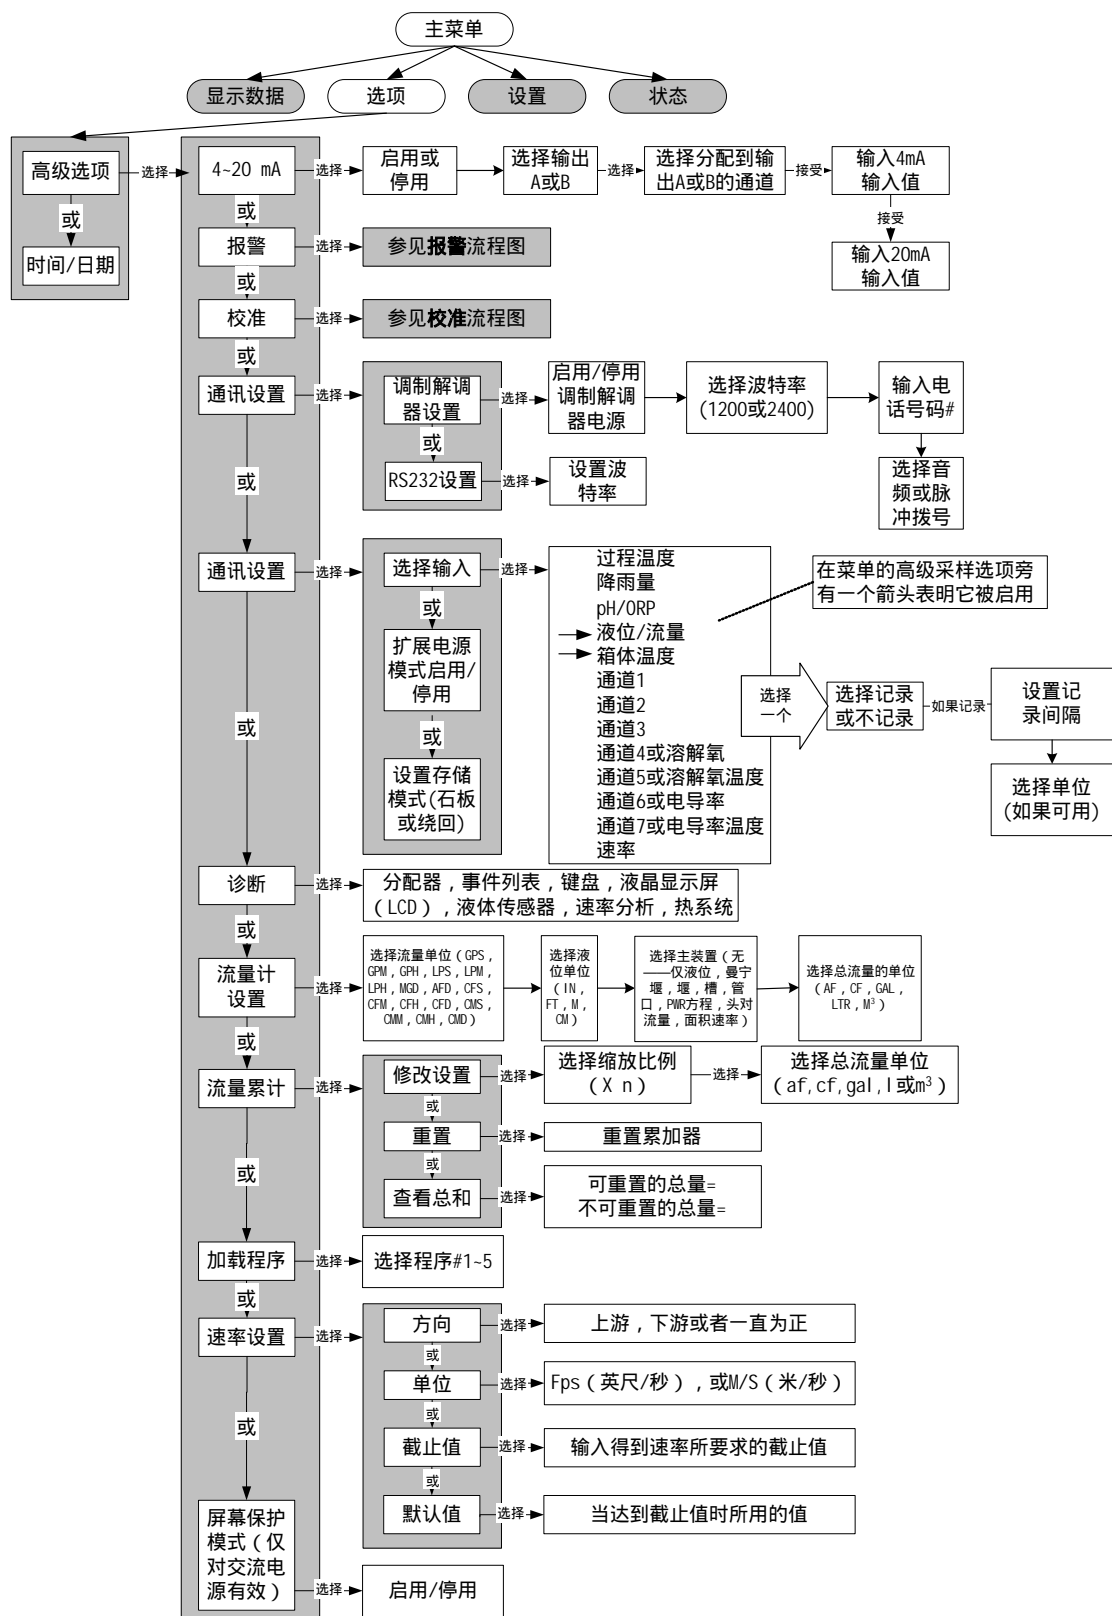 主菜单
显示数据
选项
设置
状态
高级选项
或
时间/日期
选择
4~20 mA
选择
启用或
停用
选择输出
A或B
选择
选择分配到输
出A或B的通道
接受
输入4mA
输入值
接受
输入20mA
输入值
或
报警
选择
参见报警流程图
或
校准
选择
参见校准流程图
或
通讯设置
选择
调制解调
器设置
选择
启用/停用
调制解调
器电源
选择波特率
(1200或2400)
输入电
话号码#
选择音
频或脉
冲拨号
或
RS232设置
选择
设置波
特率
或
通讯设置
选择
选择输入
或
扩展电源
模式启用/
停用
或
设置存储
模式(石板
或绕回)
选择
过程温度
降雨量
pH/ORP
液位/流量
箱体温度
通道1
通道2
通道3
通道4或溶解氧
通道5或溶解氧温度
通道6或电导率
通道7或电导率温度
速率
在菜单的高级采样选项旁
有一个箭头表明它被启用
选择
一个
选择记录
或不记录
如果记录
设置记
录间隔
选择单位
(如果可用)
或
诊断
选择
分配器，事件列表，键盘，液晶显示屏
（LCD），液体传感器，速率分析，热系统
或
流量计
设置
选择
选择流量单位（GPS，
GPM，GPH，LPS，LPM，
LPH，MGD，AFD，CFS，
CFM，CFH，CFD，CMS，
CMM，CMH，CMD）
选择液
位单位
（IN，
FT，M，
CM）
选择主装置（无
——仅液位，曼宁
堰，堰，槽，管
口，PWR方程，头对
流量，面积速率）
选择总流量的单位
（AF，CF，GAL，
LTR，M³）
或
流量累计
选择
修改设置
选择
选择缩放比例
（X n）
选择
选择总流量单位
（af,cf,gal,l或m³）
或
重置
选择
重置累加器
或
查看总和
选择
可重置的总量=
不可重置的总量=
或
加载程序
选择
选择程序#1~5
或
速率设置
选择
方向
选择
上游，下游或者一直为正
或
单位
选择
Fps（英尺/秒），或M/S（米/秒）
或
截止值
选择
输入得到速率所要求的截止值
或
默认值
选择
当达到截止值时所用的值
或
屏幕保护
模式（仅
对交流电
源有效）
选择
启用/停用